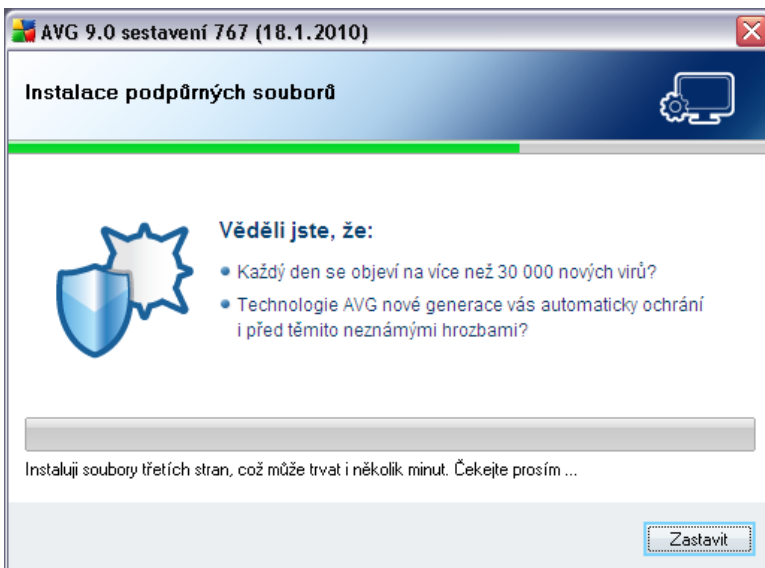 AVG 9.0 sestavení 767 (18.1.2010)
Instalace podpůrných souborů
Věděli jste, že:
Každý den se objeví na více než 30 000 nových virů?
Technologie AVG nové generace vás automaticky ochrání
i před těmito neznámými hrozbami?
Instaluji soubory třetích stran, což může trvat i několik minut. Čekejte prosím ...
Zastavit